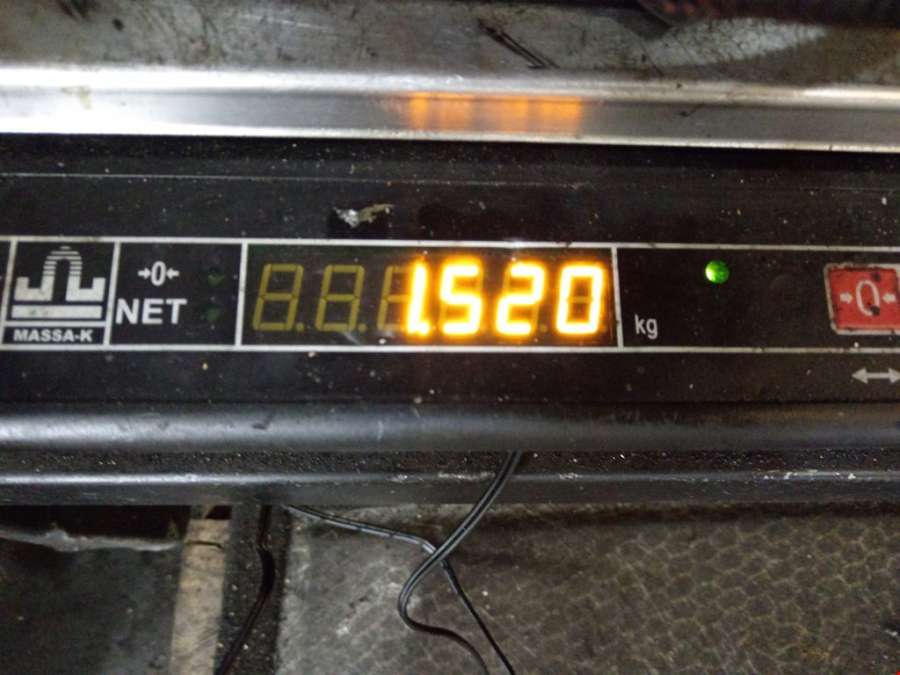 →0←
NET
MASSA-K
1.520
kg
→0←